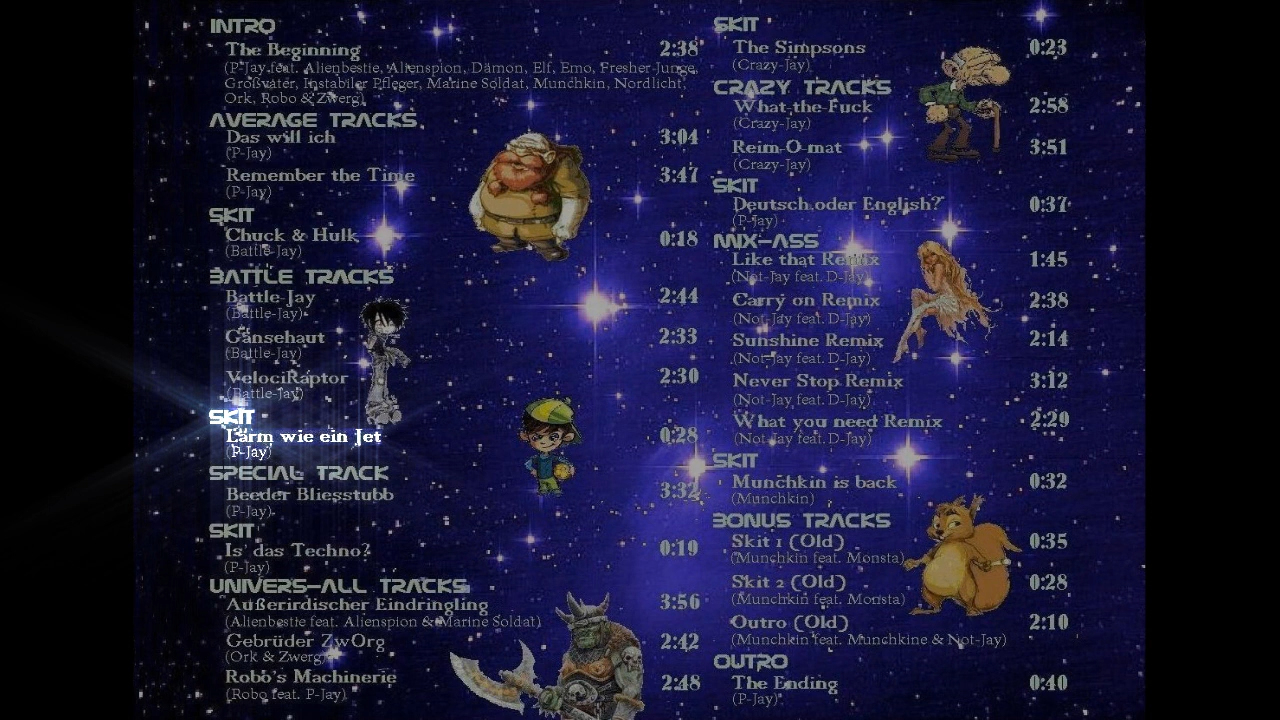 INTRO
The Beginning 2:38
(P-Jay feat. Alienbestie, Alienspion, Dämon, Elf, Emo, Fresher-Junge,
Großvater, Instabiler Pfleger, Marine Soldat, Munchkin, Nordlicht,
Ork, Robo & Zwerg)
AVERAGE TRACKS
Das will ich 3:04
(P-Jay)
Remember the Time 3:47
(P-Jay)
SKIT
Chuck & Hulk 0:18
(Battle-Jay)
BATTLE TRACKS
Battle-Jay 2:44
(Battle-Jay)
Gänsehaut 2:33
(Battle-Jay)
VelociRaptor 2:30
(Battle-Jay)
SKIT
Lärm wie ein Jet 0:28
(P-Jay)
SPECIAL TRACK
Beeder Bliesstubb 3:32
(P-Jay)
SKIT
Is' das Techno? 0:19
(P-Jay)
UNIVERS-ALL TRACKS
Außerirdischer Eindringling 3:56
(Alienbestie feat. Alienspion & Marine Soldat)
Gebrüder ZwOrg 2:42
(Ork & Zwerg)
Robo's Machinerie 2:48
(Robo feat. P-Jay)
SKIT
The Simpsons 0:23
(Crazy-Jay)
CRAZY TRACKS
What-the-Fuck 2:58
(Crazy-Jay)
Reim-O-mat 3:51
(Crazy-Jay)
SKIT
Deutsch oder English? 0:37
(P-Jay)
MIX-ASS
Like that Remix 1:45
(Not-Jay feat. D-Jay)
Carry on Remix 2:38
(Not-Jay feat. D-Jay)
Sunshine Remix 2:14
(Not-Jay feat. D-Jay)
Never Stop Remix 3:12
(Not-Jay feat. D-Jay)
What you need Remix 2:29
(Not-Jay feat. D-Jay)
SKIT
Munchkin is back 0:32
(Munchkin)
BONUS TRACKS
Skit 1 (Old) 0:35
(Munchkin feat. Monsta)
Skit 2 (Old) 0:28
(Munchkin feat. Monsta)
Outro (Old) 2:10
(Munchkin feat. Munchkine & Not-Jay)
OUTRO
The Ending 0:40
(P-Jay)